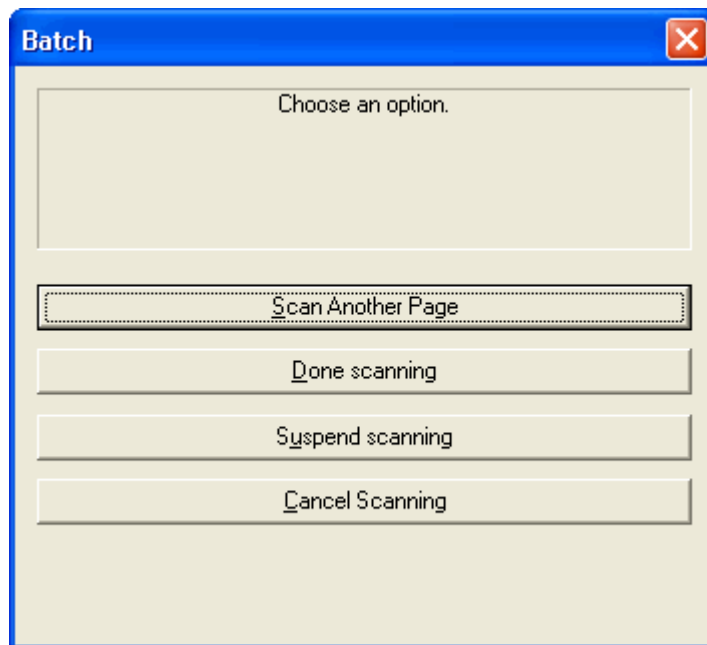 Batch
Choose an option.
Scan Another Page
Done scanning
Suspend scanning
Cancel Scanning